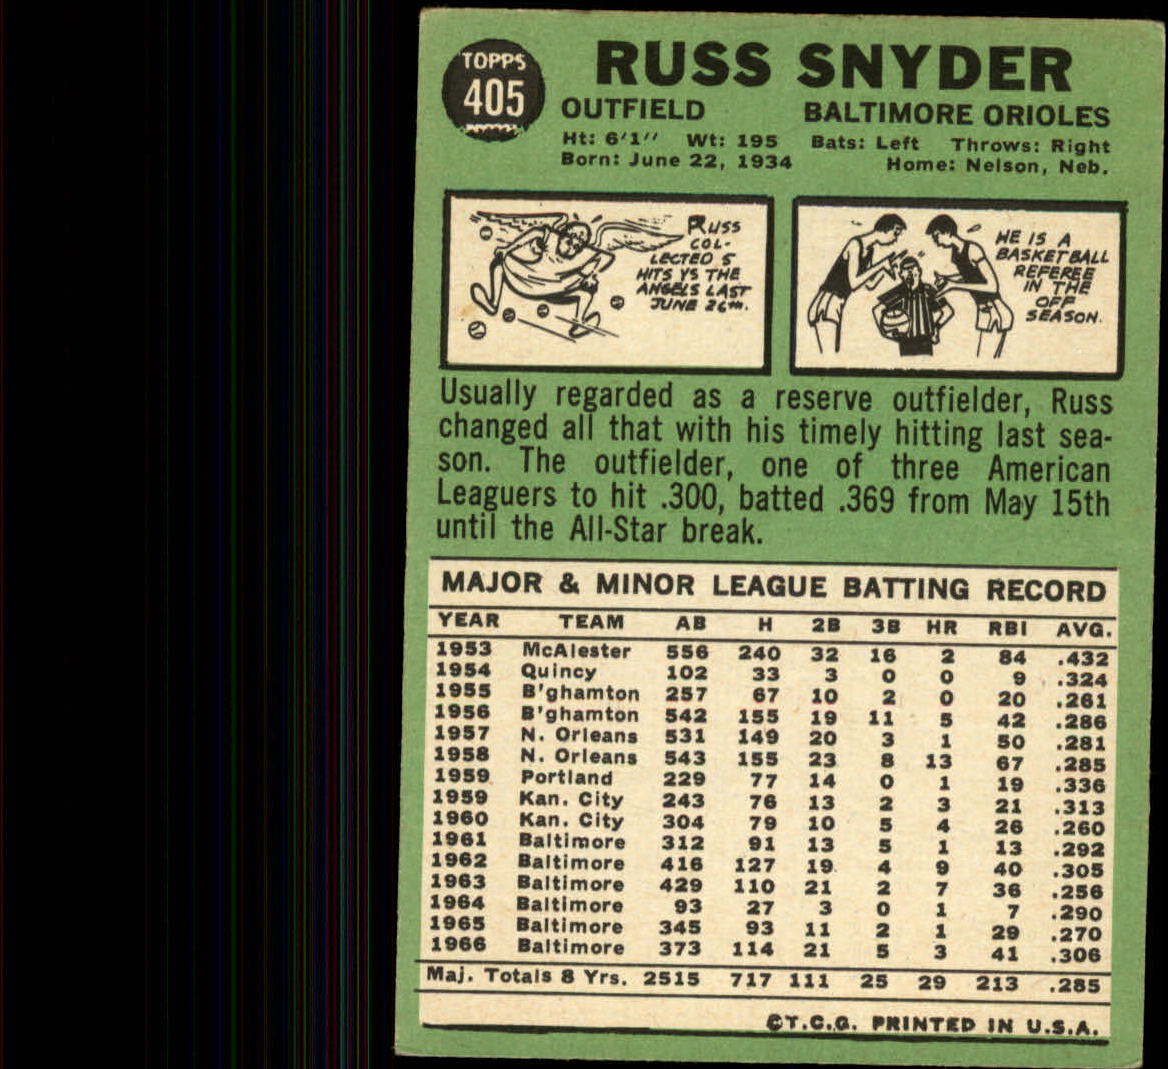 TOPPS
405
RUSS SNYDER
OUTFIELD BALTIMORE ORIOLES
Ht: 6'1'' Wt: 195 Bats: Left Throws: Right
Born: June 22, 1934 Home: Nelson, Neb.
RUSS
COL-
LECTED 5
HITS VS THE
ANGELS LAST
JUNE 26TH.
HE IS A
BASKETBALL
REFEREE
IN THE
OFF
SEASON.
Usually regarded as a reserve outfielder, Russ
changed all that with his timely hitting last sea-
son. The outfielder, one of three American
Leaguers to hit .300, batted .369 from May 15th
until the All-Star break.
MAJOR & MINOR LEAGUE BATTING RECORD
YEAR TEAM AB H 2B 3B HR RBI AVG.
1953 McAlester 556 240 32 16 2 84 .432
1954 Quincy 102 33 3 0 0 9 .324
1955 B'ghamton 257 67 10 2 0 20 .261
1956 B'ghamton 542 155 19 11 5 42 .286
1957 N. Orleans 531 149 20 3 1 50 .281
1958 N. Orleans 543 155 23 8 13 67 .285
1959 Portland 229 77 14 0 1 19 .336
1959 Kan. City 243 76 13 2 3 21 .313
1960 Kan. City 304 79 10 5 4 26 .260
1961 Baltimore 312 91 13 5 1 13 .292
1962 Baltimore 416 127 19 4 9 40 .305
1963 Baltimore 429 110 21 2 7 36 .256
1964 Baltimore 93 27 3 0 1 7 .290
1965 Baltimore 345 93 11 2 1 29 .270
1966 Baltimore 373 114 21 5 3 41 .306
Maj. Totals 8 Yrs. 2515 717 111 25 29 213 .285
©T.C.G. PRINTED IN U.S.A.